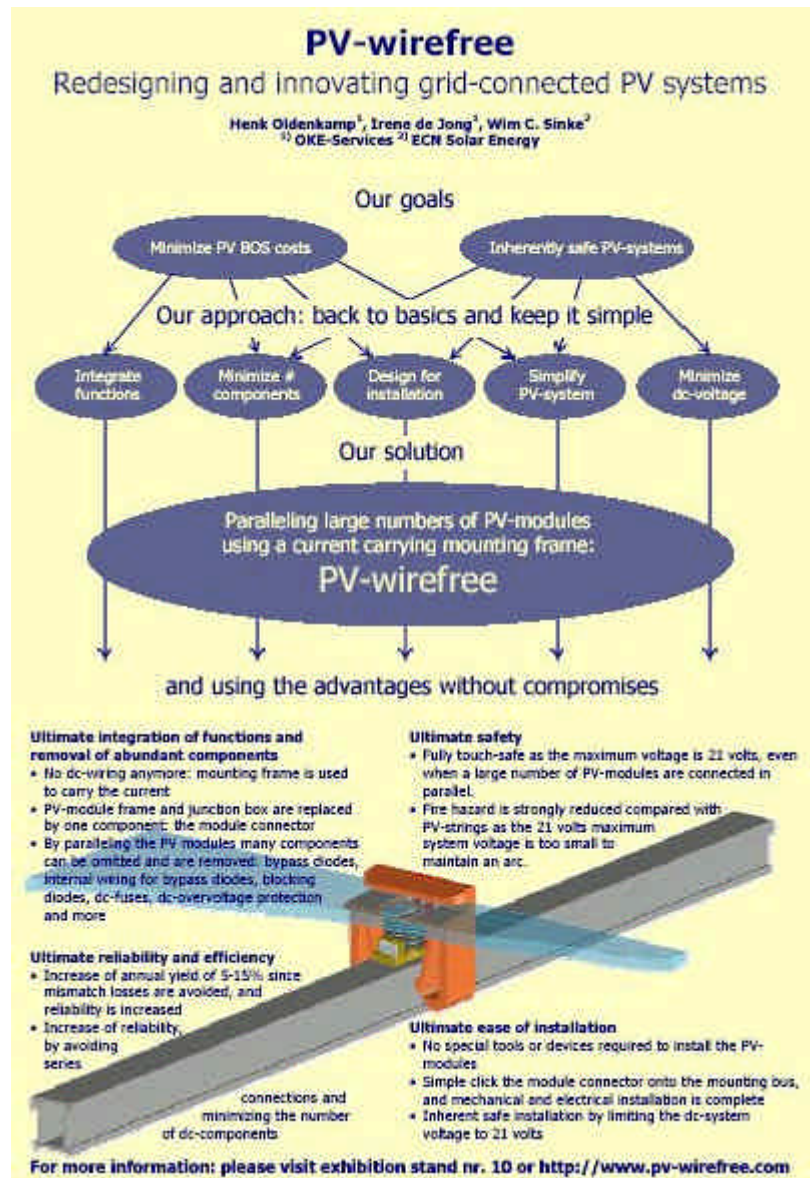 PV-wirefree
Redesigning and innovating grid-connected PV systems
Henk Oldenkamp¹, Irene de Jong¹, Wim C. Sinke²
¹⁾ OKE-Services ²⁾ ECN Solar Energy
Our goals
Minimize PV BOS costs
Inherently safe PV-systems
Our approach: back to basics and keep it simple
Integrate
functions
Minimize #
components
Design for
installation
Simplify
PV-system
Minimize
dc-voltage
Our solution
Paralleling large numbers of PV-modules
using a current carrying mounting frame:
PV-wirefree
and using the advantages without compromises
Ultimate integration of functions and
removal of abundant components
• No dc-wiring anymore: mounting frame is used
to carry the current
• PV-module frame and junction box are replaced
by one component: the module connector
• By paralleling the PV modules many components
can be omitted and are removed: bypass diodes,
internal wiring for bypass diodes, blocking
diodes, dc-fuses, dc-overvoltage protection
and more
Ultimate reliability and efficiency
• Increase of annual yield of 5-15% since
mismatch losses are avoided, and
reliability is increased
• Increase of reliability,
by avoiding
series
connections and
minimizing the number
of dc-components
Ultimate safety
• Fully touch-safe as the maximum voltage is 21 volts, even
when a large number of PV-modules are connected in
parallel.
• Fire hazard is strongly reduced compared with
PV-strings as the 21 volts maximum
system voltage is too small to
maintain an arc.
Ultimate ease of installation
• No special tools or devices required to install the PV-
modules
• Simple click the module connector onto the mounting bus,
and mechanical and electrical installation is complete
• Inherent safe installation by limiting the dc-system
voltage to 21 volts
For more information: please visit exhibition stand nr. 10 or http://www.pv-wirefree.com